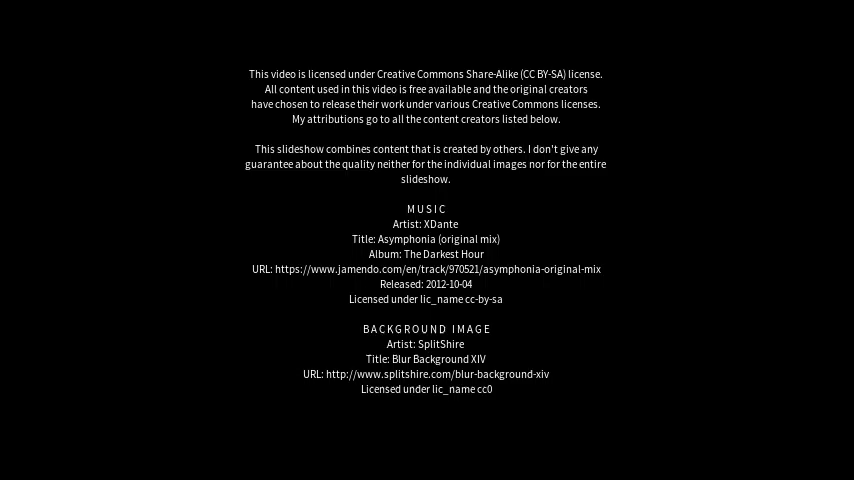 This video is licensed under Creative Commons Share-Alike (CC BY-SA) license.
All content used in this video is free available and the original creators
have chosen to release their work under various Creative Commons licenses.
My attributions go to all the content creators listed below.
This slideshow combines content that is created by others. I don't give any
guarantee about the quality neither for the individual images nor for the entire
slideshow.
MUSIC
Artist: XDante
Title: Asymphonia (original mix)
Album: The Darkest Hour
URL: https://www.jamendo.com/en/track/970521/asymphonia-original-mix
Released: 2012-10-04
Licensed under lic_name cc-by-sa
BACKGROUND IMAGE
Artist: SplitShire
Title: Blur Background XIV
URL: http://www.splitshire.com/blur-background-xiv
Licensed under lic_name cc0